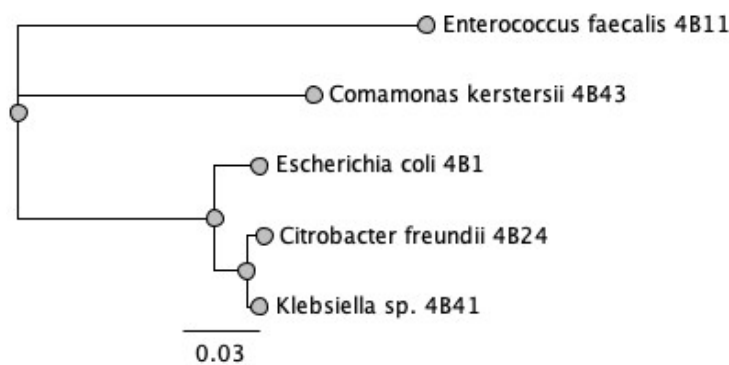 Enterococcus faecalis 4B11
Comamonas kerstersii 4B43
Escherichia coli 4B1
Citrobacter freundii 4B24
Klebsiella sp. 4B41
0.03